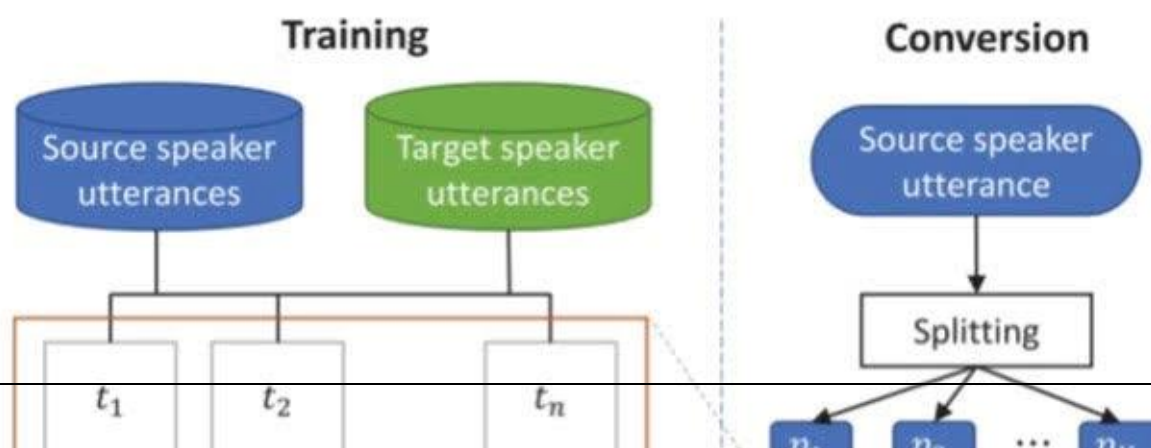 Training
Conversion
Source speaker
utterances
Target speaker
utterances
Source speaker
utterance
Splitting
t₁
t₂
tₙ
...